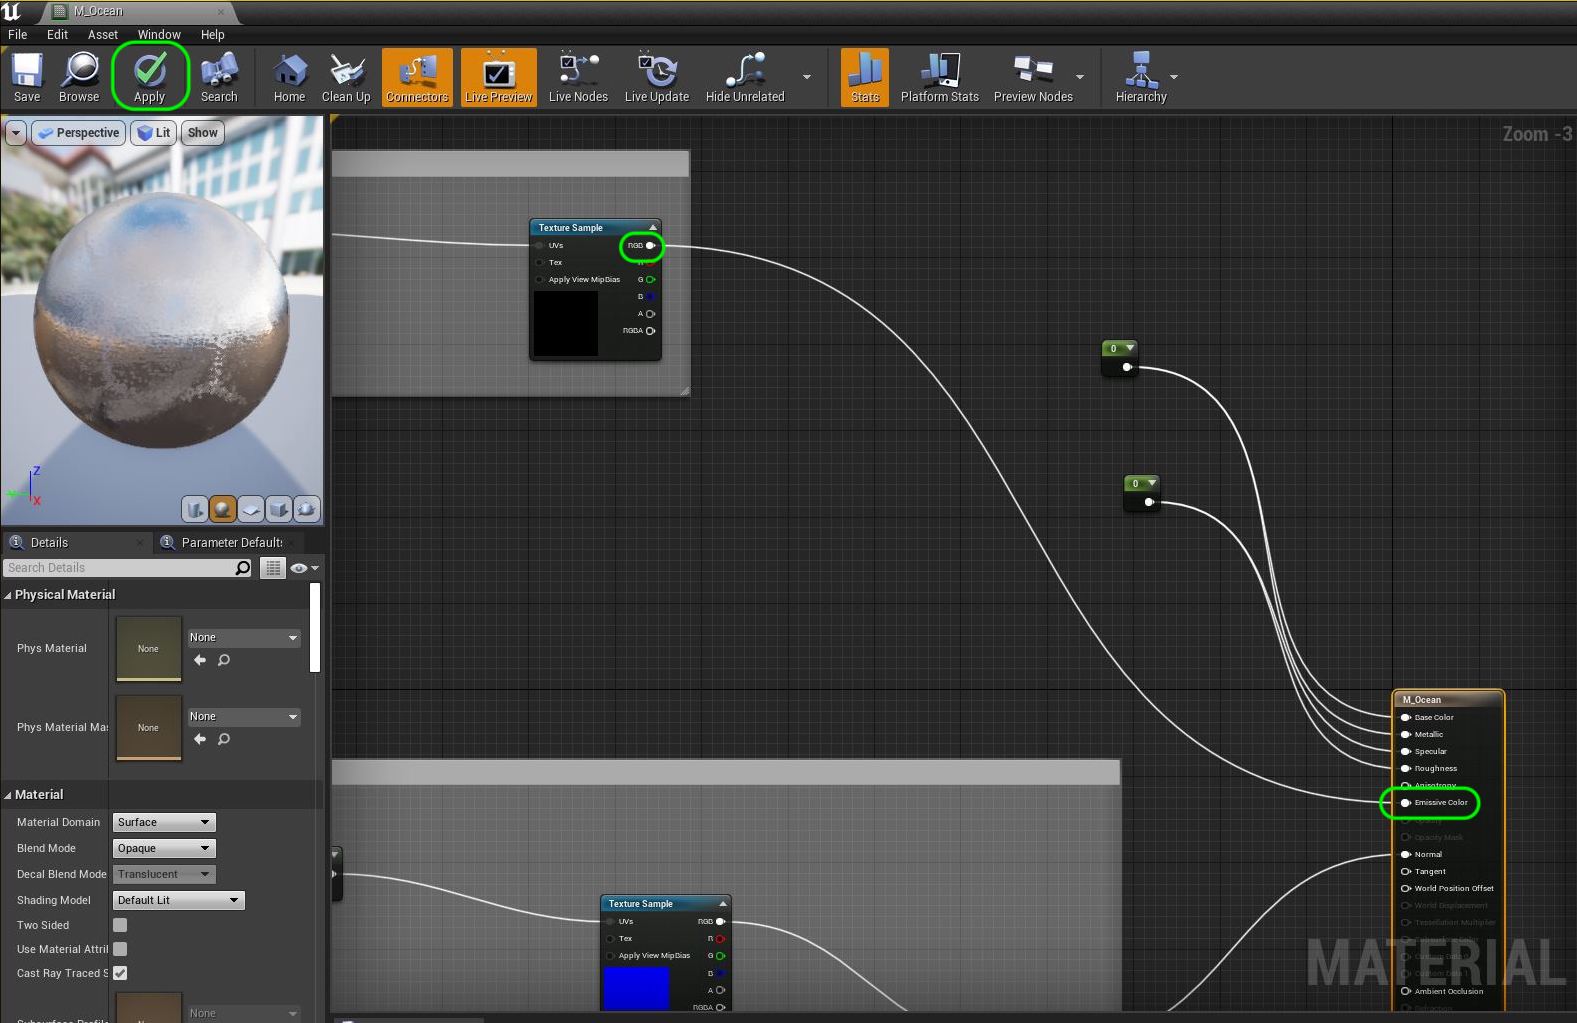 M_Ocean
File Edit Asset Window Help
Save Browse Apply Search Home Clean Up Connectors Live Preview Live Nodes Live Update Hide Unrelated Stats Platform Stats Preview Nodes Hierarchy
Perspective Lit Show
Zoom -3
Texture Sample
UVs RGB
Tex
Apply View MipBias G
B
A
RGBA
0
0
Z
X
Details Parameter Default
Search Details
Physical Material
Phys Material None None
Phys Material Ma None None
Material
Material Domain Surface
Blend Mode Opaque
Decal Blend Mode Translucent
Shading Model Default Lit
Two Sided
Use Material Attri
Cast Ray Traced S
None
Texture Sample
UVs RGB
Tex R
Apply View MipBias G
B
A
RGBA
M_Ocean
Base Color
Metallic
Specular
Roughness
Anisotropy
Emissive Color
Opacity
Opacity Mask
Normal
Tangent
World Position Offset
World Displacement
Tessellation Multiplier
Ambient Occlusion
MATERIAL